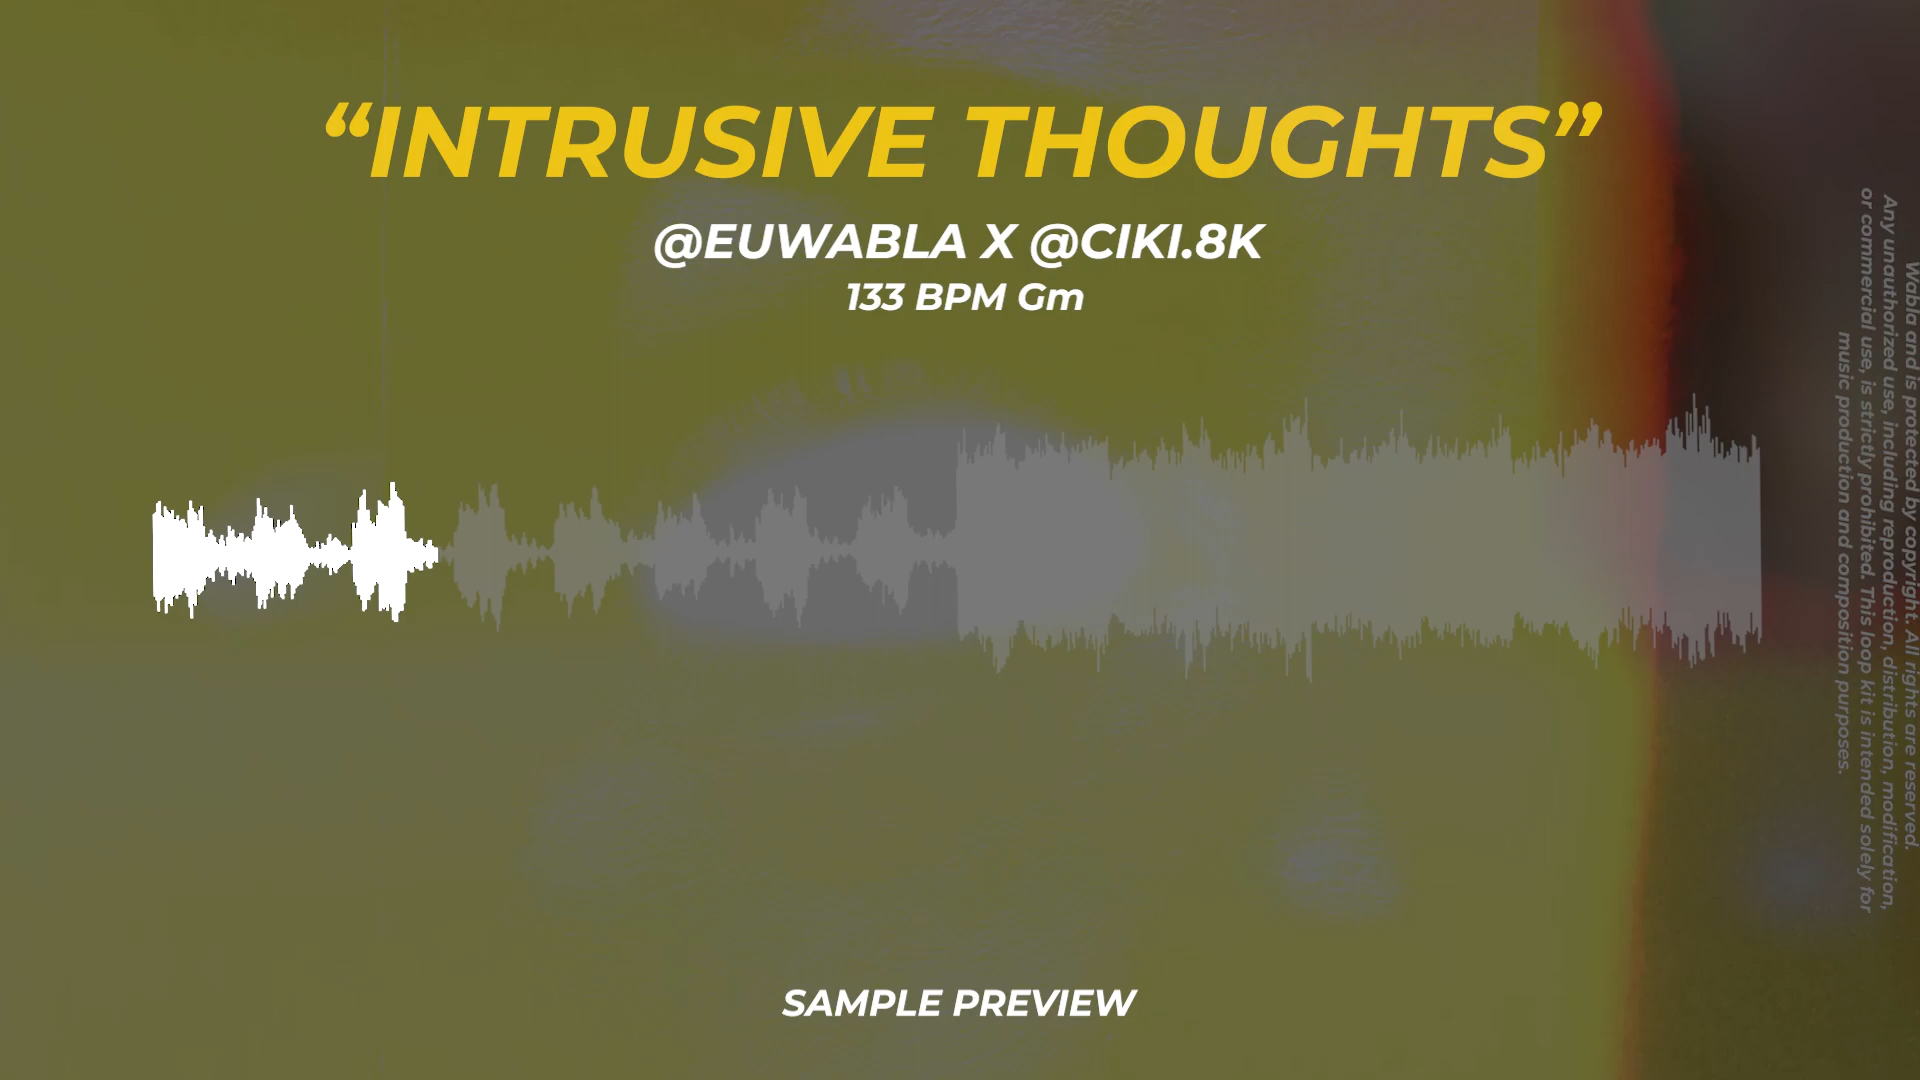 “INTRUSIVE THOUGHTS”
@EUWABLA X @CIKI.8K
133 BPM Gm
SAMPLE PREVIEW
Wabla and is protected by copyright. All rights are reserved.
Any unauthorized use, including reproduction, distribution, modification,
or commercial use, is strictly prohibited. This loop kit is intended solely for
music production and composition purposes.